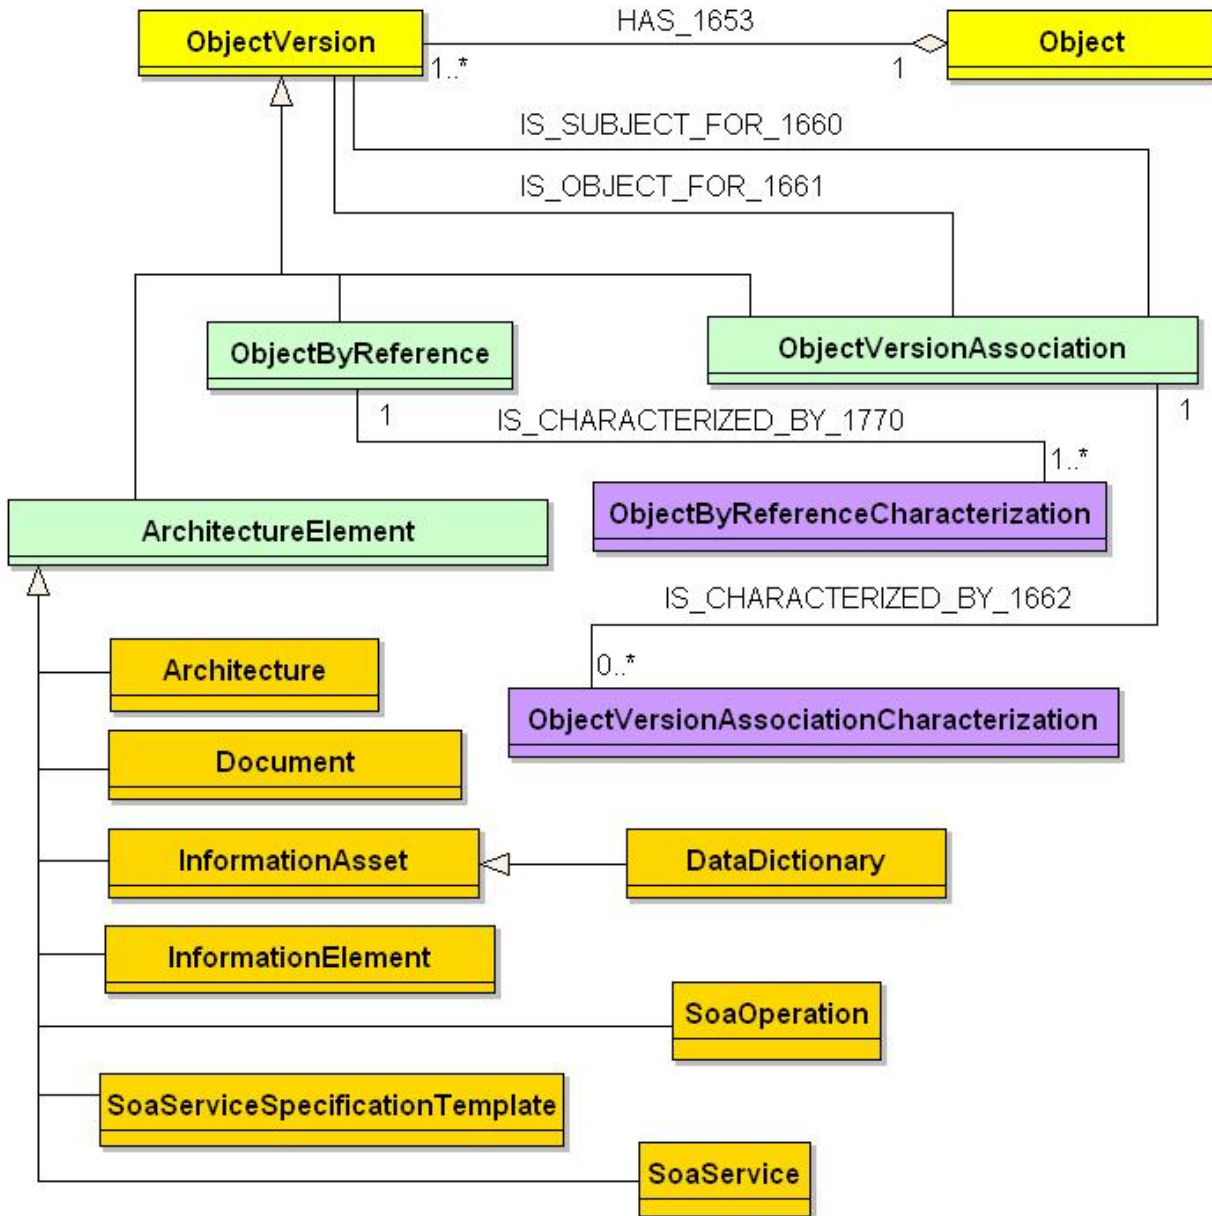 ObjectVersion
HAS_1653
Object
1..*
1
IS_SUBJECT_FOR_1660
IS_OBJECT_FOR_1661
ObjectByReference
ObjectVersionAssociation
1
IS_CHARACTERIZED_BY_1770
1
1..*
ObjectByReferenceCharacterization
ArchitectureElement
IS_CHARACTERIZED_BY_1662
0..*
Architecture
ObjectVersionAssociationCharacterization
Document
InformationAsset
DataDictionary
InformationElement
SoaOperation
SoaServiceSpecificationTemplate
SoaService